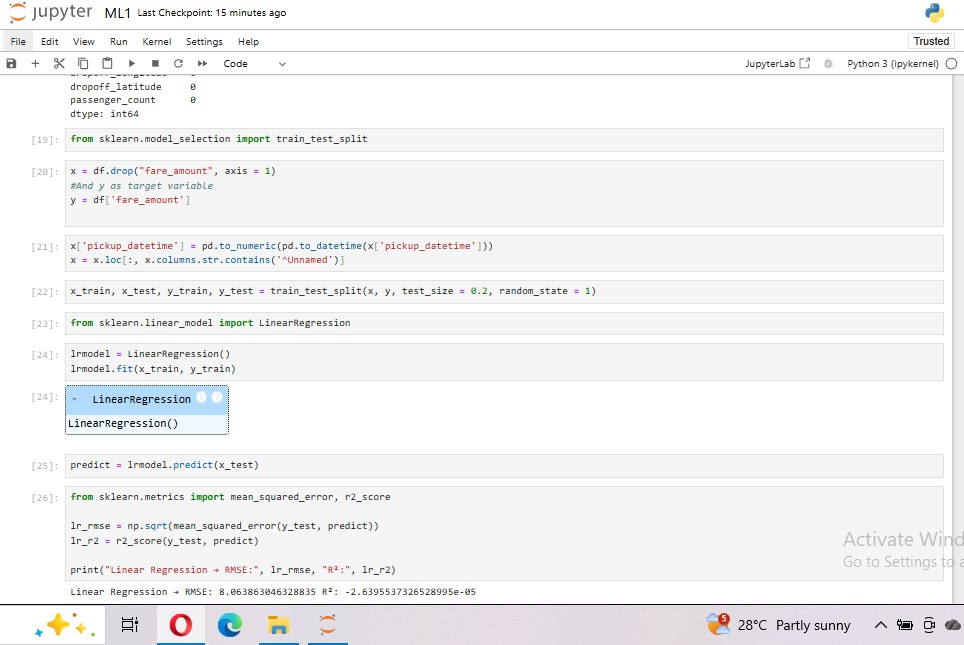 jupyter ML1 Last Checkpoint: 15 minutes ago
File Edit View Run Kernel Settings Help
Trusted
Code
JupyterLab
Python 3 (ipykernel)
dropoff_latitude 0
passenger_count 0
dtype: int64
[19]: from sklearn.model_selection import train_test_split
[20]: x = df.drop("fare_amount", axis = 1)
#And y as target variable
y = df['fare_amount']
[21]: x['pickup_datetime'] = pd.to_numeric(pd.to_datetime(x['pickup_datetime']))
x = x.loc[:, x.columns.str.contains('^Unnamed')]
[22]: x_train, x_test, y_train, y_test = train_test_split(x, y, test_size = 0.2, random_state = 1)
[23]: from sklearn.linear_model import LinearRegression
[24]: lrmodel = LinearRegression()
lrmodel.fit(x_train, y_train)
[24]: LinearRegression
LinearRegression()
[25]: predict = lrmodel.predict(x_test)
[26]: from sklearn.metrics import mean_squared_error, r2_score
lr_rmse = np.sqrt(mean_squared_error(y_test, predict))
lr_r2 = r2_score(y_test, predict)
print("Linear Regression → RMSE:", lr_rmse, "R²:", lr_r2)
Linear Regression → RMSE: 8.063863046328835 R²: -2.6395537326528995e-05
Activate Wind
Go to Settings to a
5
28°C Partly sunny